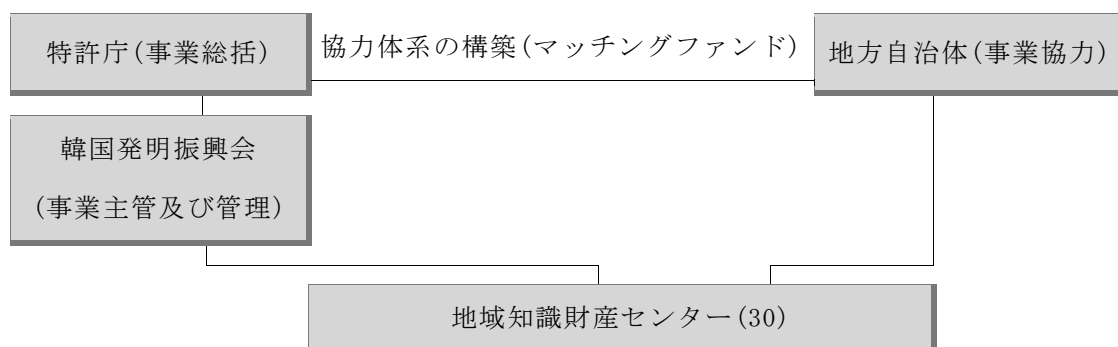 特許庁(事業総括)
協力体系の構築(マッチングファンド)
地方自治体(事業協力)
韓国発明振興会
(事業主管及び管理)
地域知識財産センター(30)